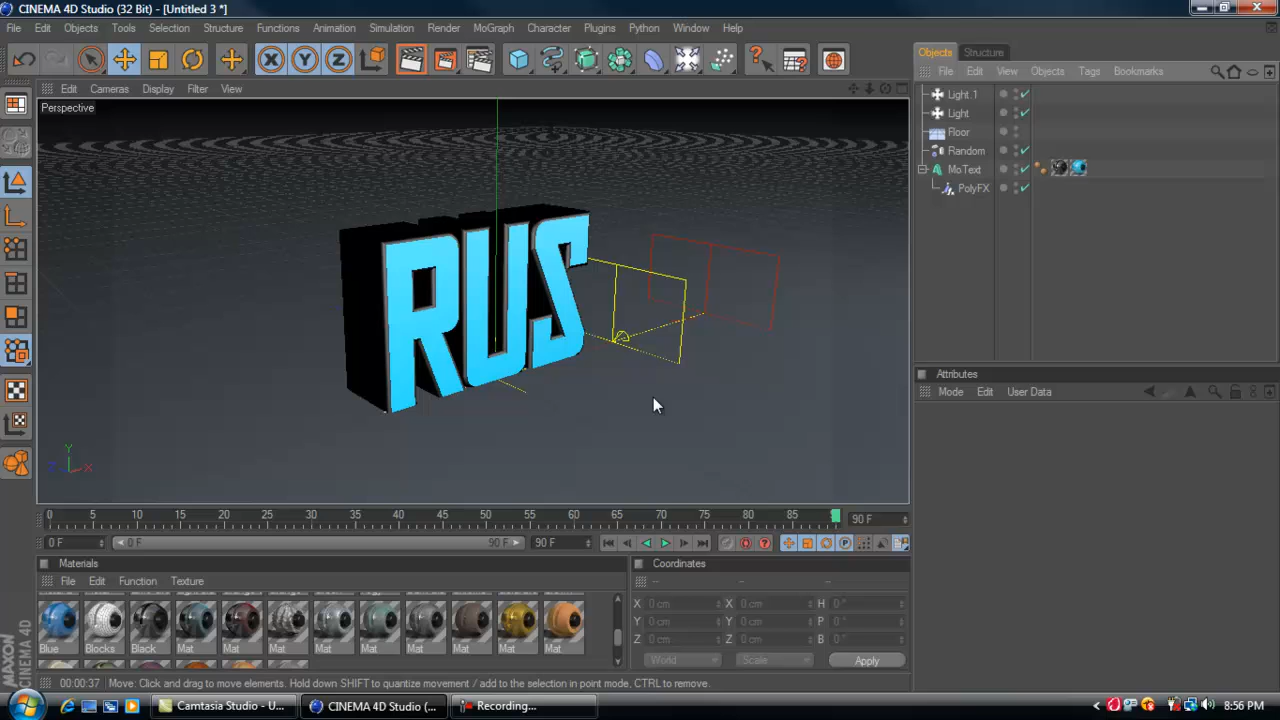 CINEMA 4D Studio (32 Bit) - [Untitled 3 *]
File Edit Objects Tools Selection Structure Functions Animation Simulation Render MoGraph Character Plugins Python Window Help
X Y Z
Objects Structure
File Edit View Objects Tags Bookmarks
Edit Cameras Display Filter View
Perspective
Light.1
Light
Floor
Random
MoText
PolyFX
RUS
Y
Z X
Attributes
Mode Edit User Data
0 5 10 15 20 25 30 35 40 45 50 55 60 65 70 75 80 85 90 F
0 F 0 F 90 F 90 F
Materials
File Edit Function Texture
Blue Blocks Black Mat Mat Mat Mat Mat Mat Mat Mat Mat
Coordinates
-- -- --
X 0 cm X 0 cm H 0 °
Y 0 cm Y 0 cm P 0 °
Z 0 cm Z 0 cm B 0 °
World Scale Apply
MAXON CINEMA 4D
00:00:37 Move: Click and drag to move elements. Hold down SHIFT to quantize movement / add to the selection in point mode, CTRL to remove.
Camtasia Studio - U... CINEMA 4D Studio (... Recording... 8:56 PM